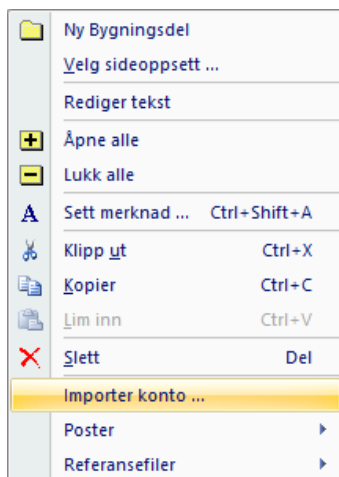 Ny Bygningsdel
Velg sideoppsett ...
Rediger tekst
Åpne alle
Lukk alle
A Sett merknad ... Ctrl+Shift+A
Klipp ut Ctrl+X
Kopier Ctrl+C
Lim inn Ctrl+V
Slett Del
Importer konto ...
Poster
Referansefiler